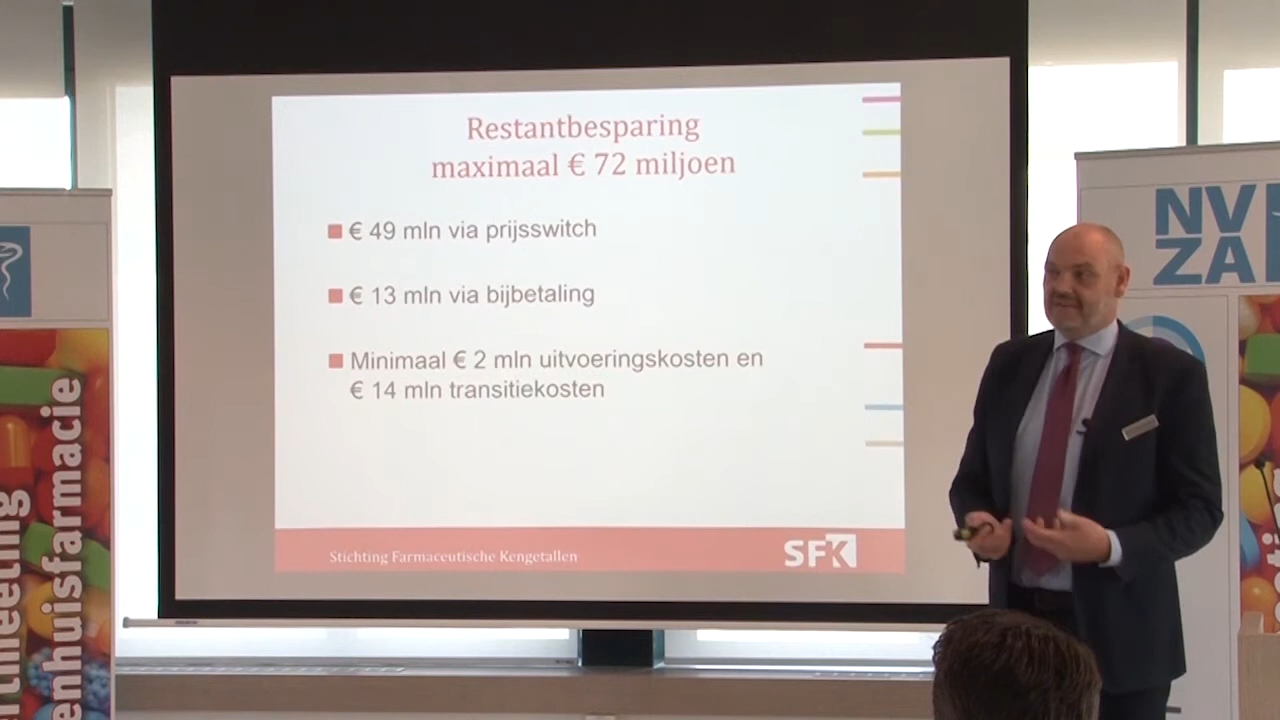 Restantbesparing
maximaal € 72 miljoen
€ 49 mln via prijsswitch
€ 13 mln via bijbetaling
Minimaal € 2 mln uitvoeringskosten en
€ 14 mln transitiekosten
Stichting Farmaceutische Kengetallen
SFK
NV
ZA
enhuisfarmacie